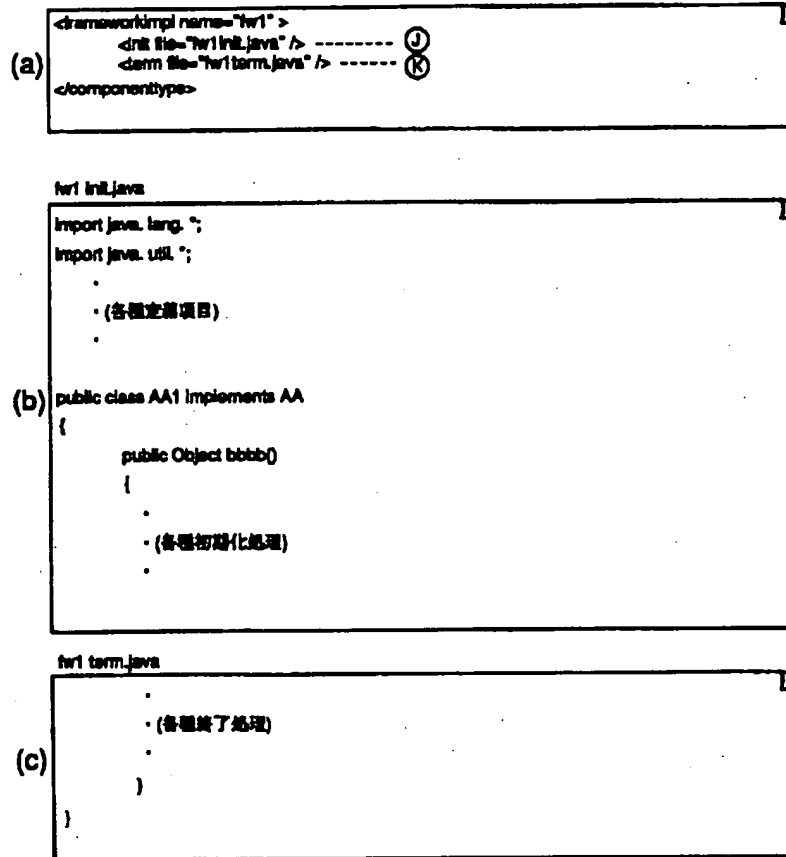 <frameworkimpl name="fw1" >
<init file="fw1init.java" /> -------- Ⓙ
(a)
<term file="fw1term.java" /> ------ Ⓚ
</componenttype>
fw1 init.java
import java. lang. *;
import java. util. *;
・
・(各種定義項目)
・
(b) public class AA1 implements AA
{
public Object bbbb()
{
・
・(各種初期化処理)
・
fw1 term.java
・
・(各種終了処理)
・
(c)
}
}